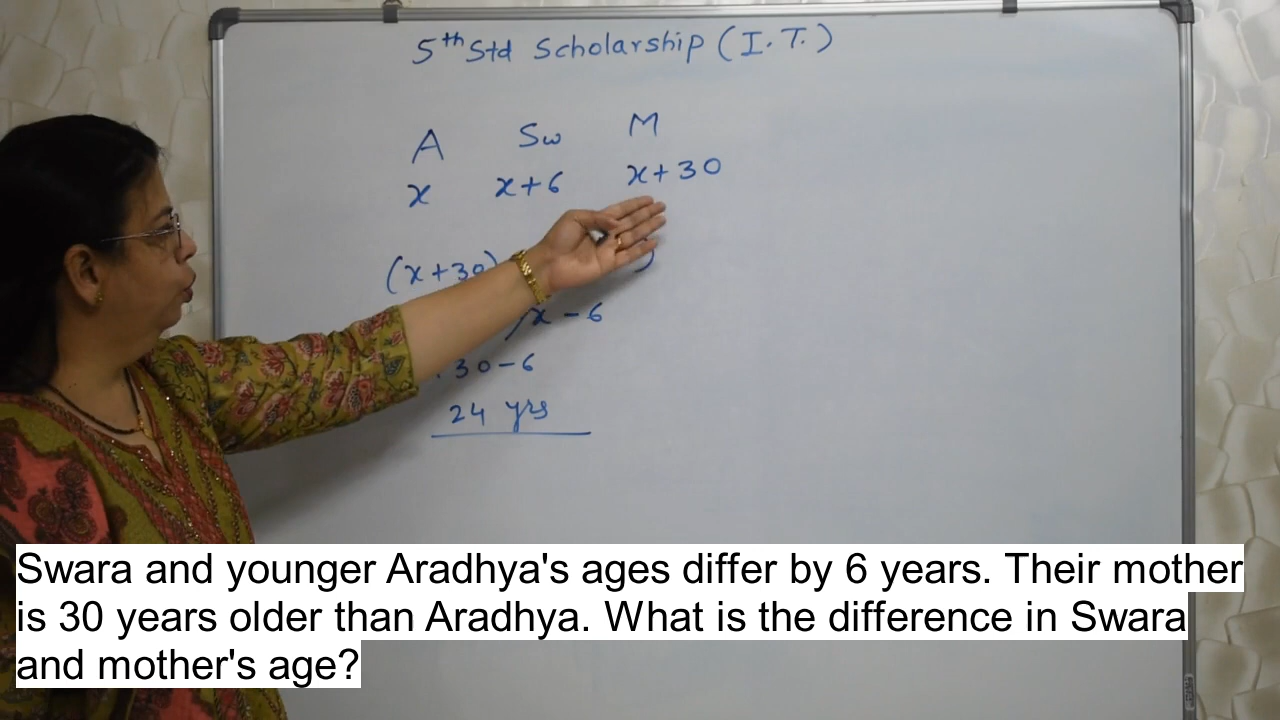 5th Std Scholarship (I.T.)
A Sw M
x x+6 x+30
(x+30) )
x - 6
30-6
24 yrs
Swara and younger Aradhya's ages differ by 6 years. Their mother
is 30 years older than Aradhya. What is the difference in Swara
and mother's age?